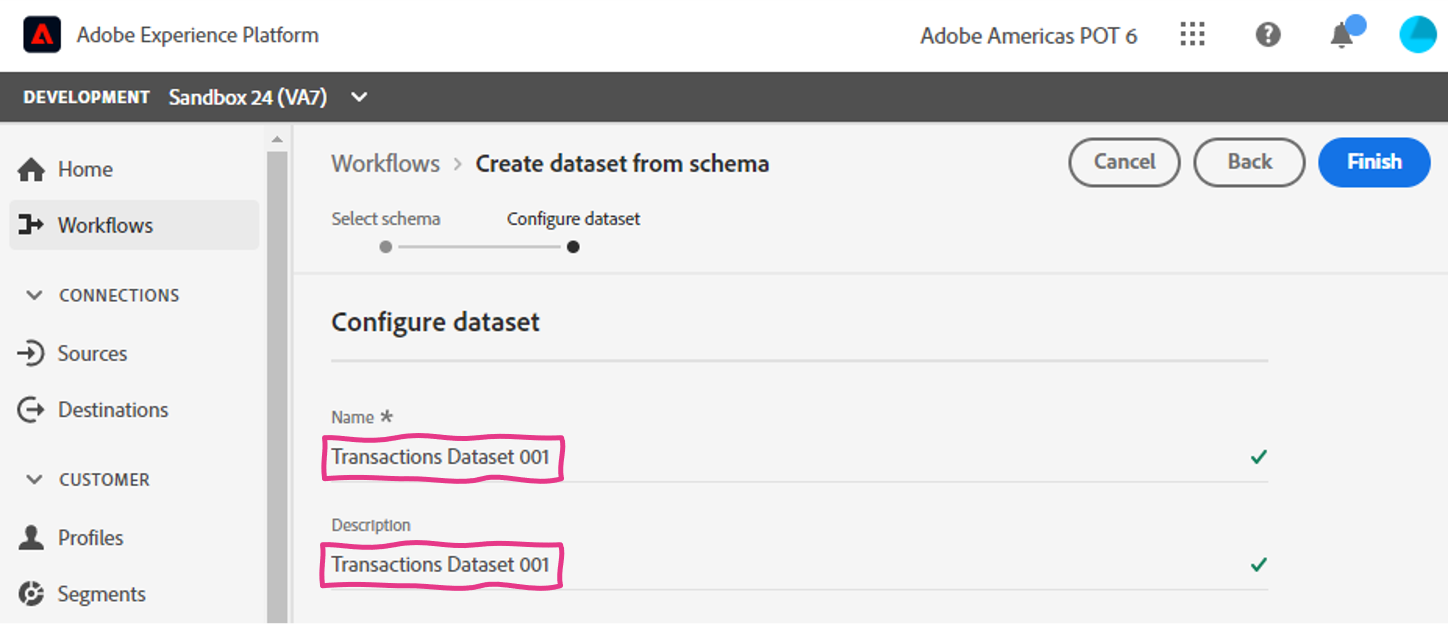 Adobe Experience Platform
Adobe Americas POT 6
DEVELOPMENT Sandbox 24 (VA7)
Home
Workflows
CONNECTIONS
Sources
Destinations
CUSTOMER
Profiles
Segments
Workflows > Create dataset from schema
Cancel
Back
Finish
Select schema
Configure dataset
Configure dataset
Name *
Transactions Dataset 001
Description
Transactions Dataset 001